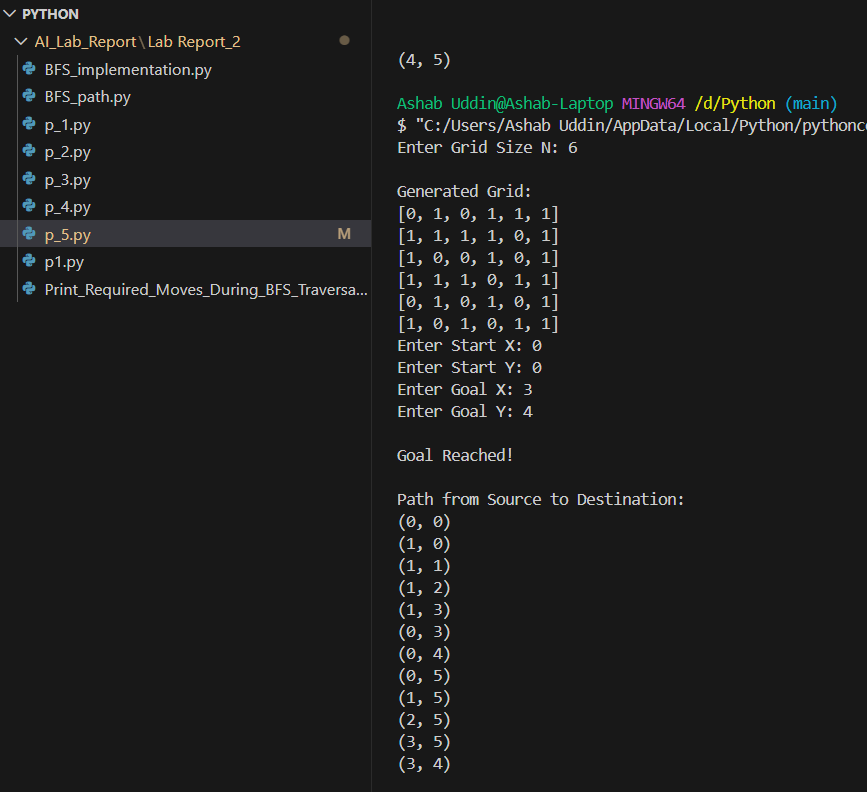 PYTHON
AI_Lab_Report\Lab Report_2
BFS_implementation.py
BFS_path.py
p_1.py
p_2.py
p_3.py
p_4.py
p_5.py M
p1.py
Print_Required_Moves_During_BFS_Traversa...
(4, 5)
Ashab Uddin@Ashab-Laptop MINGW64 /d/Python (main)
$ "C:/Users/Ashab Uddin/AppData/Local/Python/pythonco
Enter Grid Size N: 6
Generated Grid:
[0, 1, 0, 1, 1, 1]
[1, 1, 1, 1, 0, 1]
[1, 0, 0, 1, 0, 1]
[1, 1, 1, 0, 1, 1]
[0, 1, 0, 1, 0, 1]
[1, 0, 1, 0, 1, 1]
Enter Start X: 0
Enter Start Y: 0
Enter Goal X: 3
Enter Goal Y: 4
Goal Reached!
Path from Source to Destination:
(0, 0)
(1, 0)
(1, 1)
(1, 2)
(1, 3)
(0, 3)
(0, 4)
(0, 5)
(1, 5)
(2, 5)
(3, 5)
(3, 4)